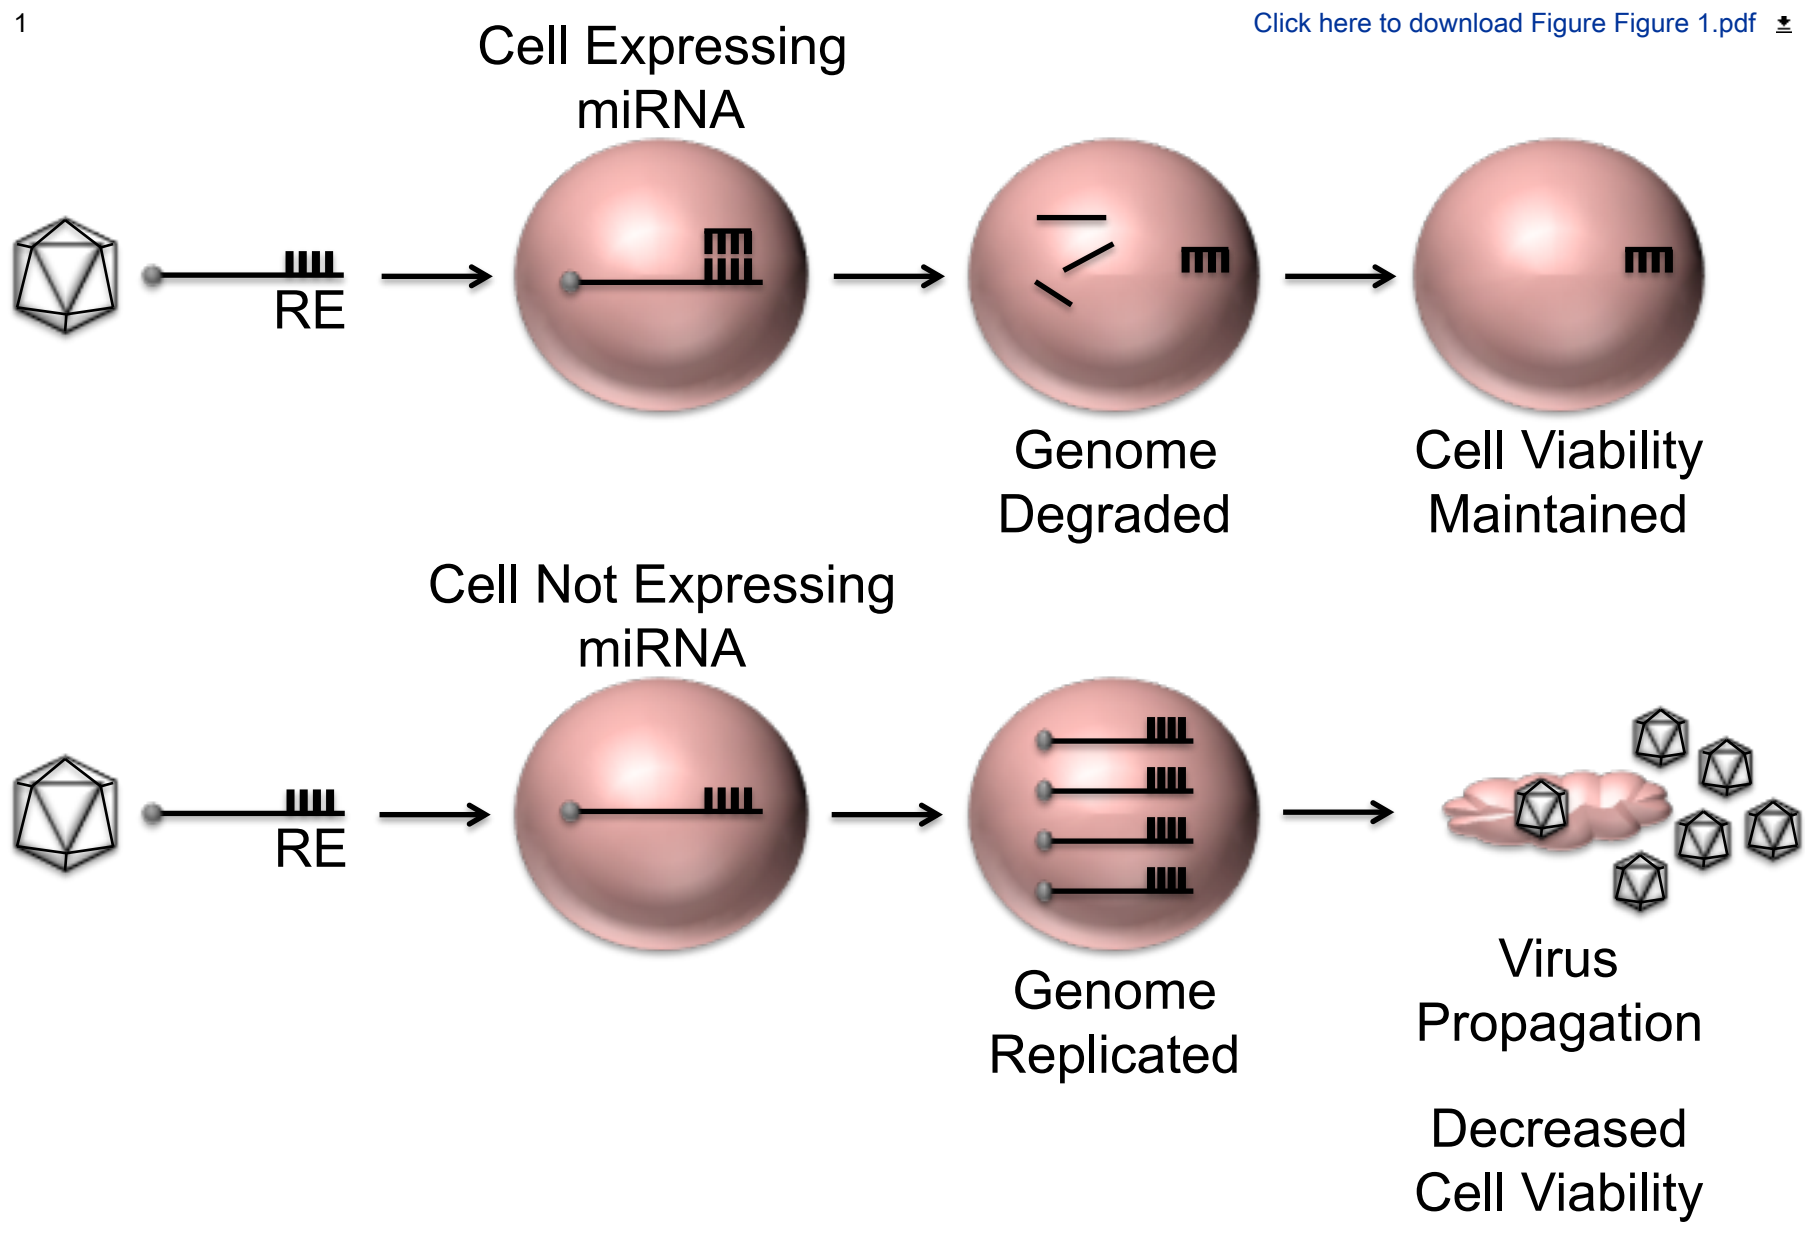 1
Click here to download Figure Figure 1.pdf
Cell Expressing
miRNA
RE
Genome
Degraded
Cell Viability
Maintained
Cell Not Expressing
miRNA
RE
Genome
Replicated
Virus
Propagation
Decreased
Cell Viability